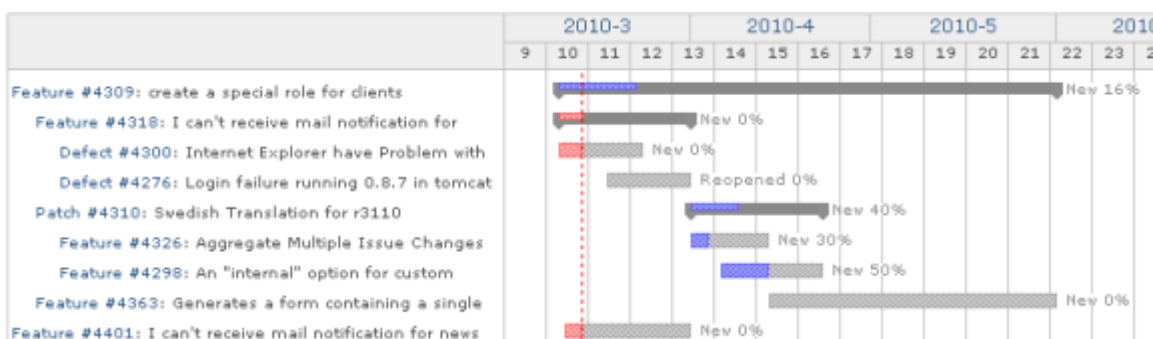 2010-3 2010-4 2010-5 2010
9 10 11 12 13 14 15 16 17 18 19 20 21 22 23 2
Feature #4309: create a special role for clients New 16%
Feature #4318: I can't receive mail notification for New 0%
Defect #4300: Internet Explorer have Problem with New 0%
Defect #4276: Login failure running 0.8.7 in tomcat Reopened 0%
Patch #4310: Swedish Translation for r3110 New 40%
Feature #4326: Aggregate Multiple Issue Changes New 30%
Feature #4298: An "internal" option for custom New 50%
Feature #4363: Generates a form containing a single New 0%
Feature #4401: I can't receive mail notification for news New 0%